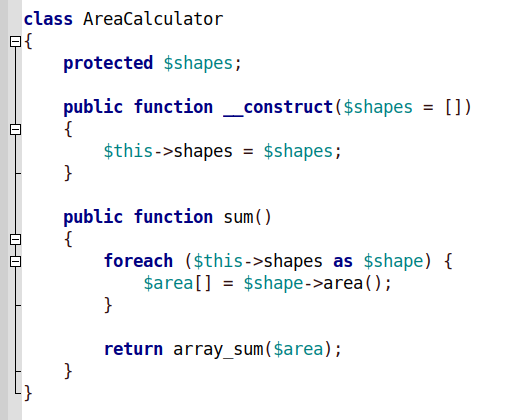 class AreaCalculator
{
    protected $shapes;

    public function __construct($shapes = [])
    {
        $this->shapes = $shapes;
    }

    public function sum()
    {
        foreach ($this->shapes as $shape) {
            $area[] = $shape->area();
        }

        return array_sum($area);
    }
}